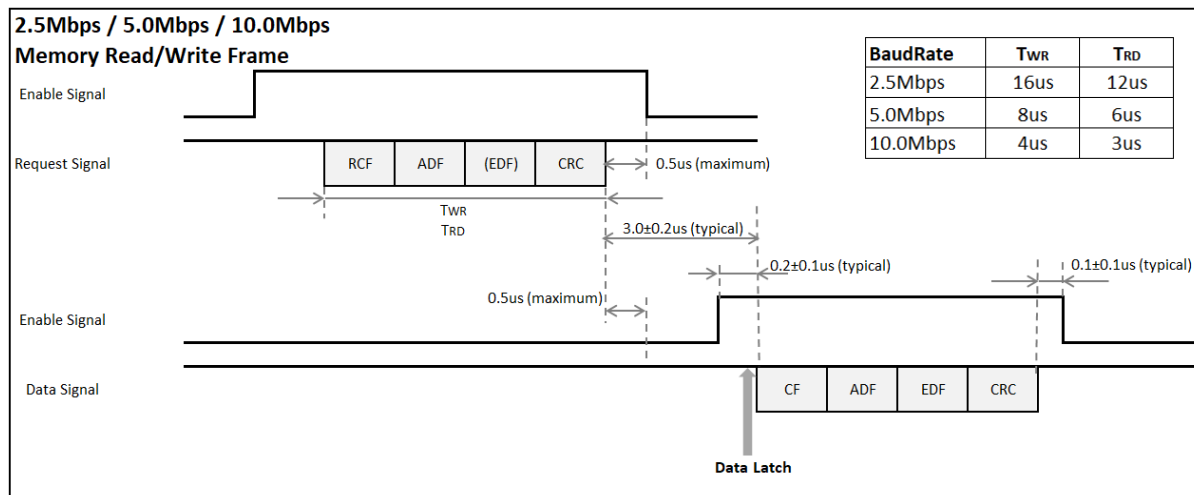 2.5Mbps / 5.0Mbps / 10.0Mbps
Memory Read/Write Frame
BaudRate TWR TRD
2.5Mbps 16us 12us
5.0Mbps 8us 6us
10.0Mbps 4us 3us
Enable Signal
Request Signal
RCF ADF (EDF) CRC
0.5us (maximum)
TWR
TRD
3.0±0.2us (typical)
0.2±0.1us (typical)
0.1±0.1us (typical)
0.5us (maximum)
Enable Signal
Data Signal
CF ADF EDF CRC
Data Latch